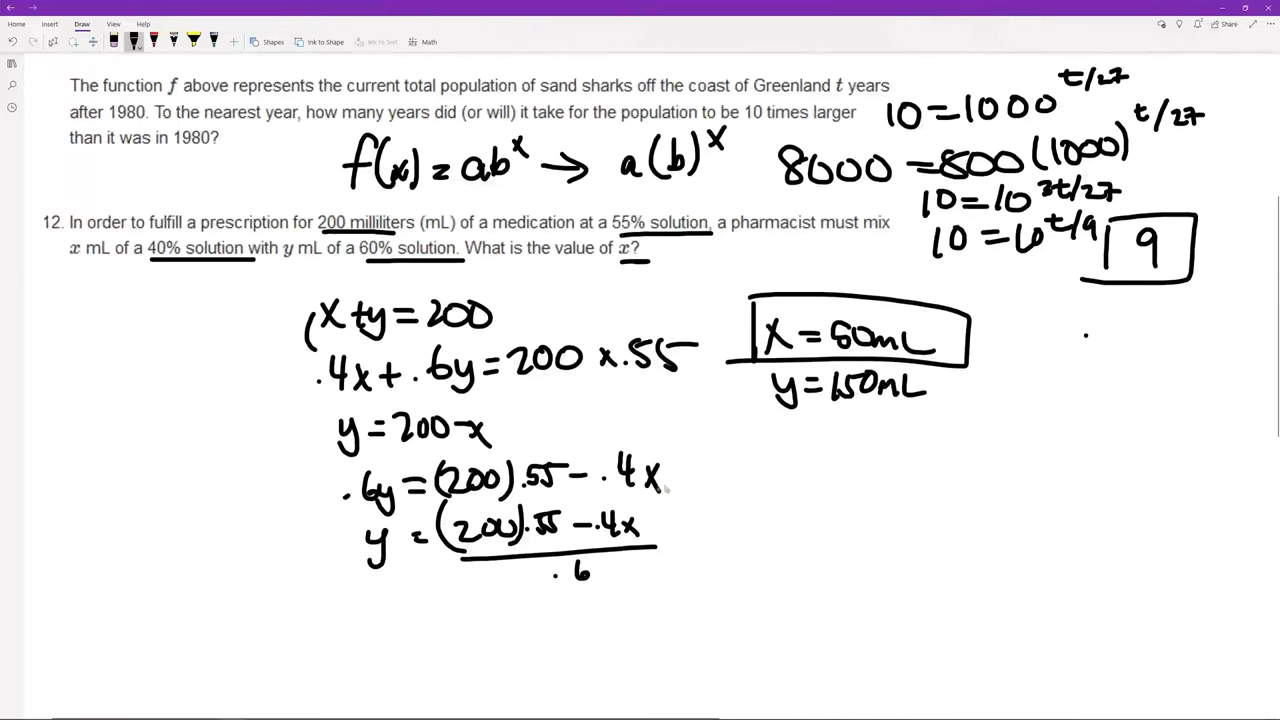 Home Insert Draw View Help
Share
Shapes Ink to Shape Ink to Text Math
The function f above represents the current total population of sand sharks off the coast of Greenland t years
after 1980. To the nearest year, how many years did (or will) it take for the population to be 10 times larger
than it was in 1980?
f(x) = ab^x → a(b)^x
10 = 1000^t/27
8000 = 800(1000)^t/27
10 = 10^3t/27
10 = 10^t/9
9
12. In order to fulfill a prescription for 200 milliliters (mL) of a medication at a 55% solution, a pharmacist must mix
x mL of a 40% solution with y mL of a 60% solution. What is the value of x?
(x + y = 200
.4x + .6y = 200 x .55
y = 200 - x
.6y = (200).55 - .4x
y = (200).55 - .4x
.6
x = 50mL
y = 150mL